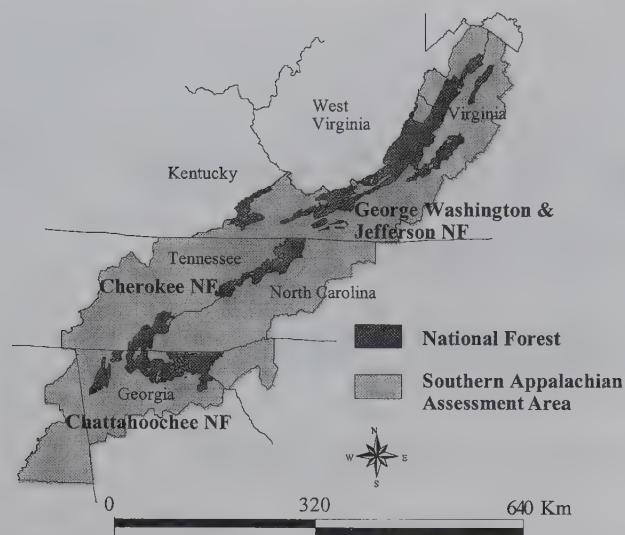 West
Virginia
Virginia
Kentucky
George Washington &
Jefferson NF
Tennessee
Cherokee NF
North Carolina
National Forest
Georgia
Southern Appalachian
Assessment Area
Chattahoochee NF
N
W E
S
0 320 640 Km